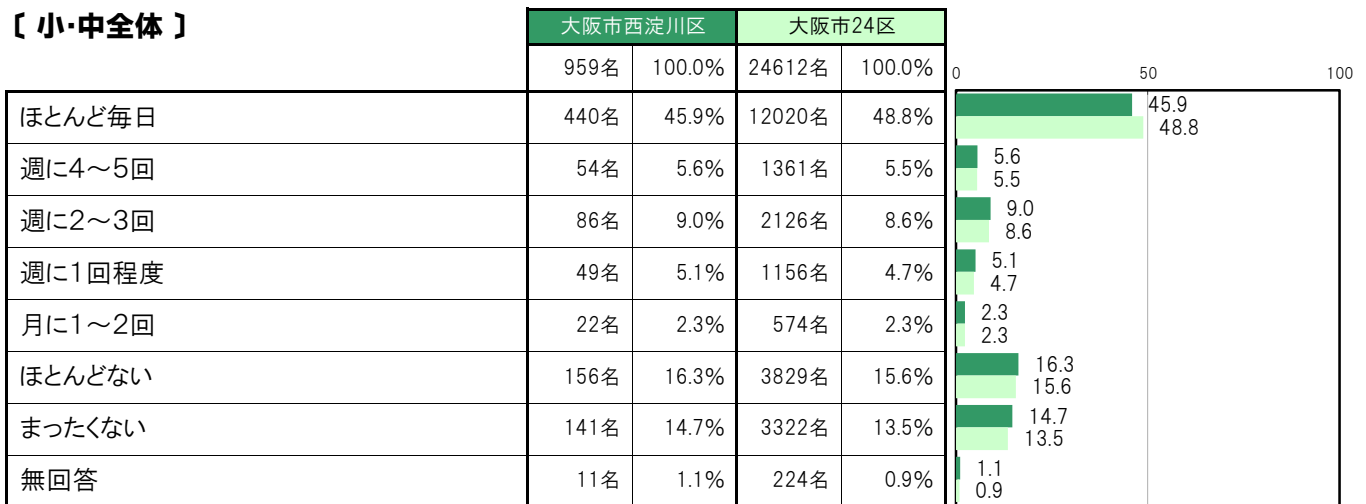 〔 小・中全体 〕
大阪市西淀川区 大阪市24区
959名 100.0% 24612名 100.0%
0 50 100
ほとんど毎日 440名 45.9% 12020名 48.8%
45.9
48.8
週に4～5回 54名 5.6% 1361名 5.5%
5.6
5.5
週に2～3回 86名 9.0% 2126名 8.6%
9.0
8.6
週に1回程度 49名 5.1% 1156名 4.7%
5.1
4.7
月に1～2回 22名 2.3% 574名 2.3%
2.3
2.3
ほとんどない 156名 16.3% 3829名 15.6%
16.3
15.6
まったくない 141名 14.7% 3322名 13.5%
14.7
13.5
無回答 11名 1.1% 224名 0.9%
1.1
0.9